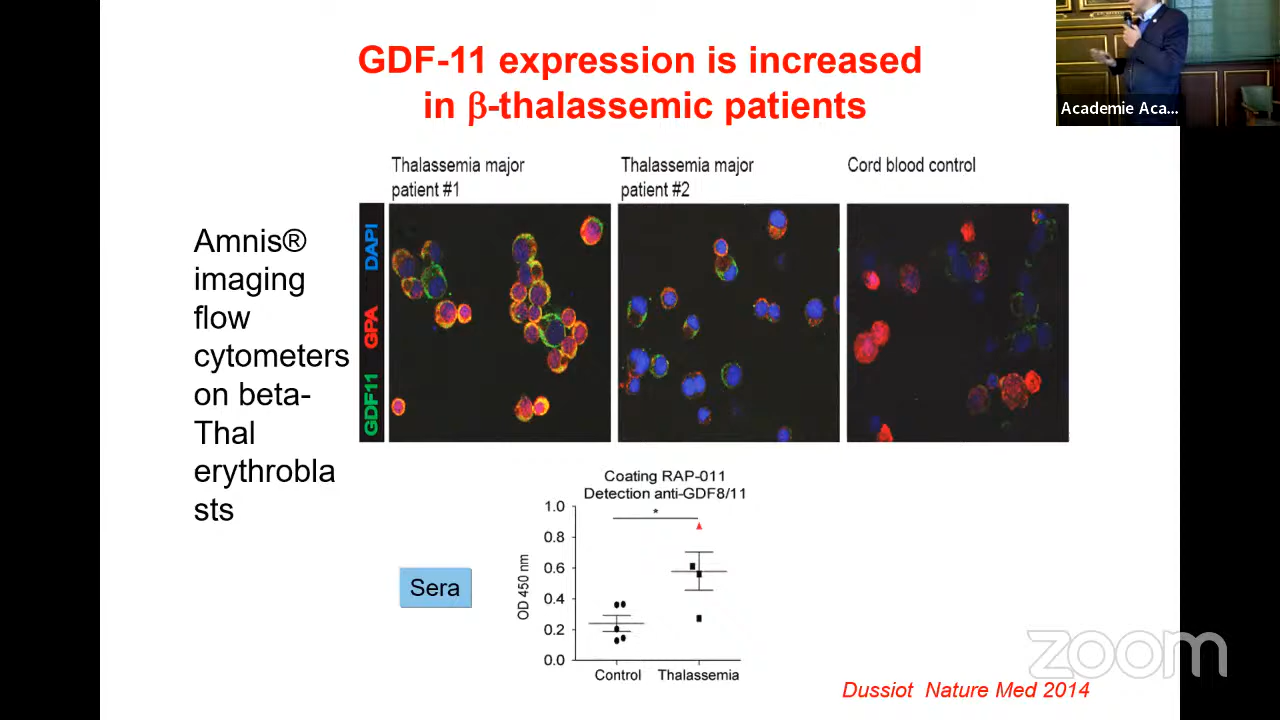 GDF-11 expression is increased
in β-thalassemic patients
Academie Aca...
Thalassemia major
patient #1
Thalassemia major
patient #2
Cord blood control
Amnis®
imaging
flow
cytometers
on beta-
Thal
erythrobla
sts
GDF11 GPA DAPI
Coating RAP-011
Detection anti-GDF8/11
1.0
0.8
0.6
0.4
0.2
0.0
OD 450 nm
*
Control
Thalassemia
Sera
zoom
Dussiot Nature Med 2014